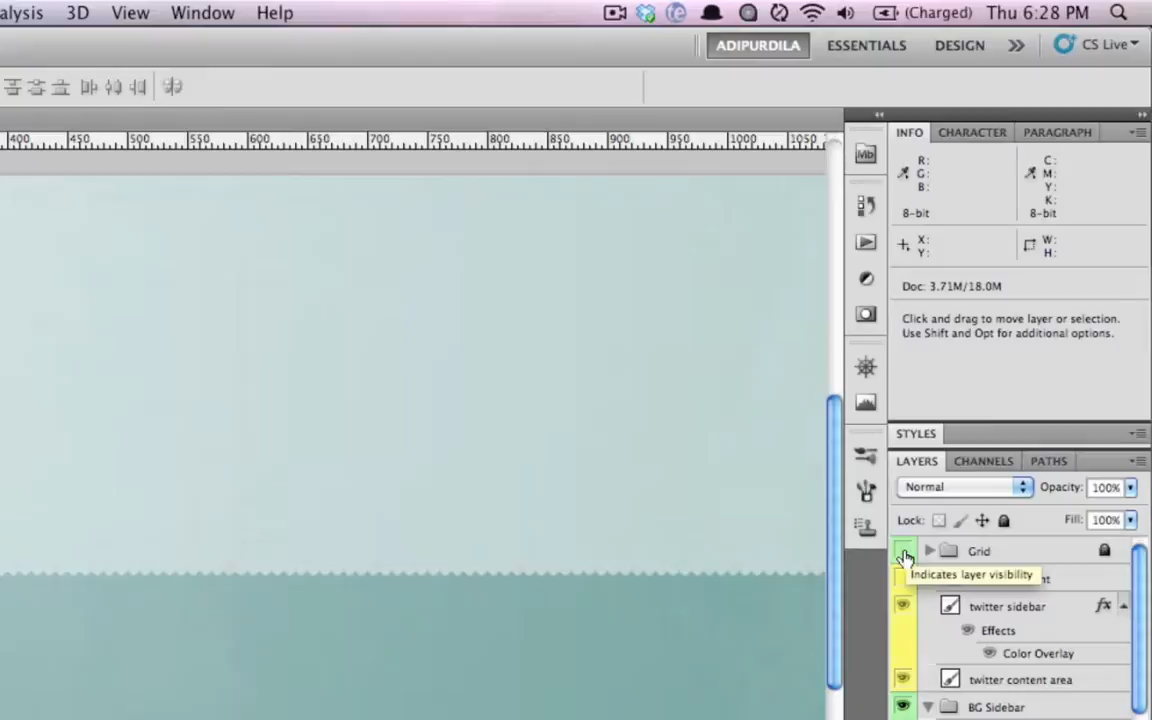 alysis 3D View Window Help (Charged) Thu 6:28 PM
ADIPURDILA ESSENTIALS DESIGN CS Live
400 450 500 550 600 650 700 750 800 850 900 950 1000 1050
INFO CHARACTER PARAGRAPH
Mb
R: C:
G: M:
B: Y:
K:
8-bit 8-bit
X: W:
Y: H:
Doc: 3.71M/18.0M
Click and drag to move layer or selection.
Use Shift and Opt for additional options.
STYLES
LAYERS CHANNELS PATHS
Normal Opacity: 100%
Lock: Fill: 100%
Grid
Indicates layer visibility nt
twitter sidebar fx
Effects
Color Overlay
twitter content area
BG Sidebar